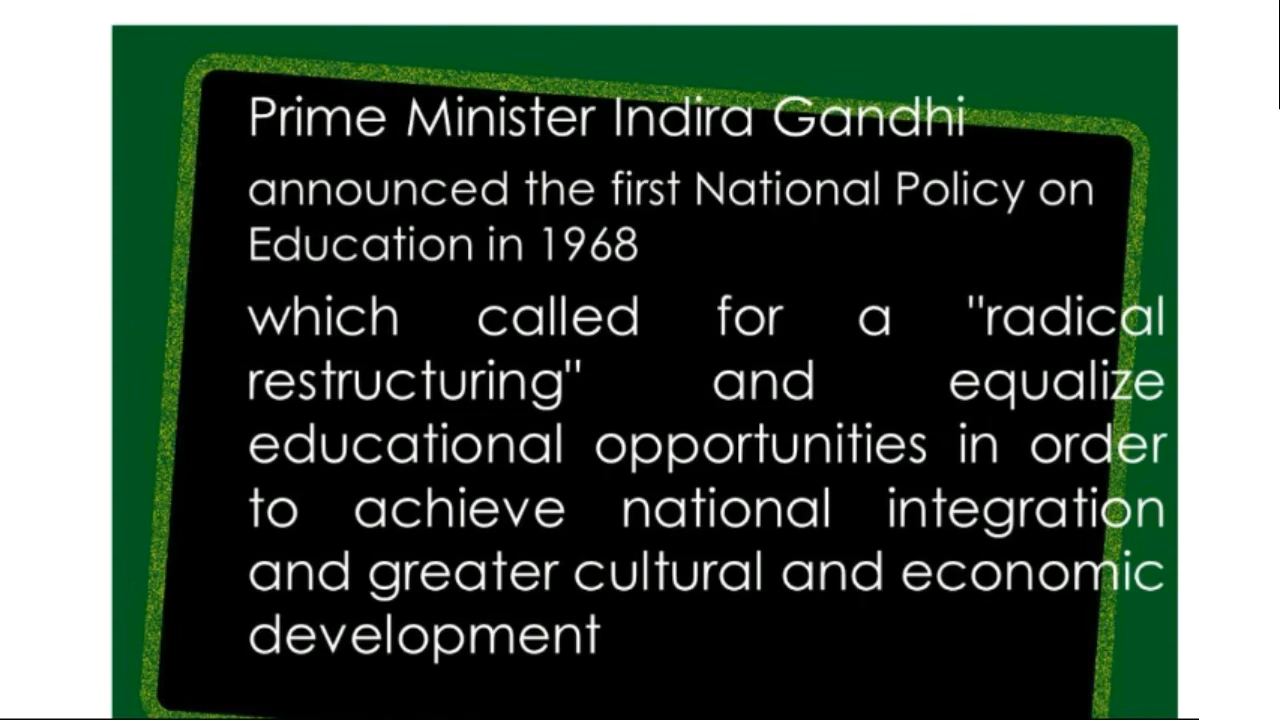 Prime Minister Indira Gandhi
announced the first National Policy on
Education in 1968
which called for a "radical
restructuring" and equalize
educational opportunities in order
to achieve national integration
and greater cultural and economic
development